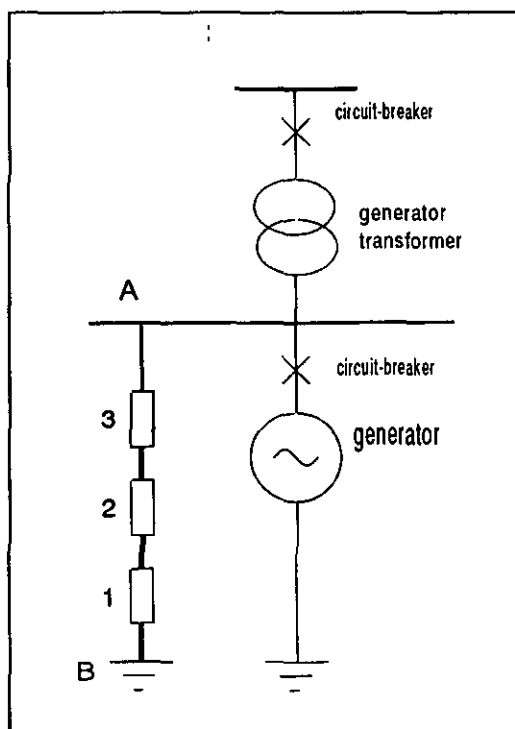 circuit-breaker
generator
transformer
A
circuit-breaker
3
generator
2
1
B